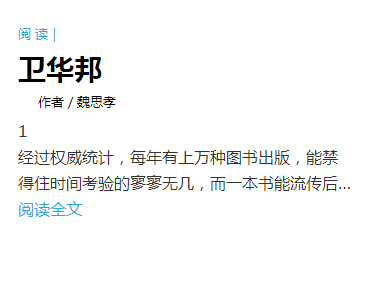 阅 读 |
卫华邦
作者 / 魏思孝
1
经过权威统计，每年有上万种图书出版，能禁
得住时间考验的寥寥无几，而一本书能流传后...
阅读全文